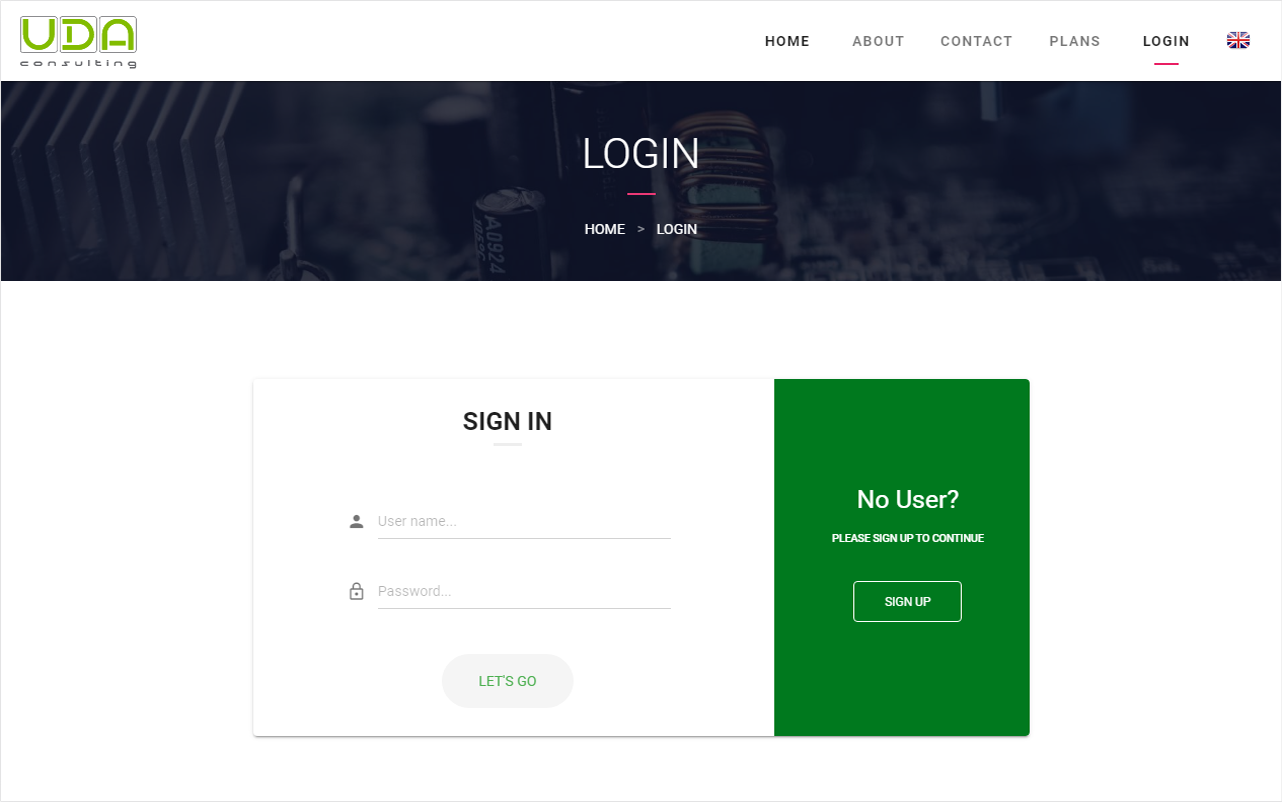 UDA
consulting
HOME ABOUT CONTACT PLANS LOGIN
LOGIN
HOME > LOGIN
A0924
105°C
SIGN IN
User name...
Password...
LET'S GO
No User?
PLEASE SIGN UP TO CONTINUE
SIGN UP